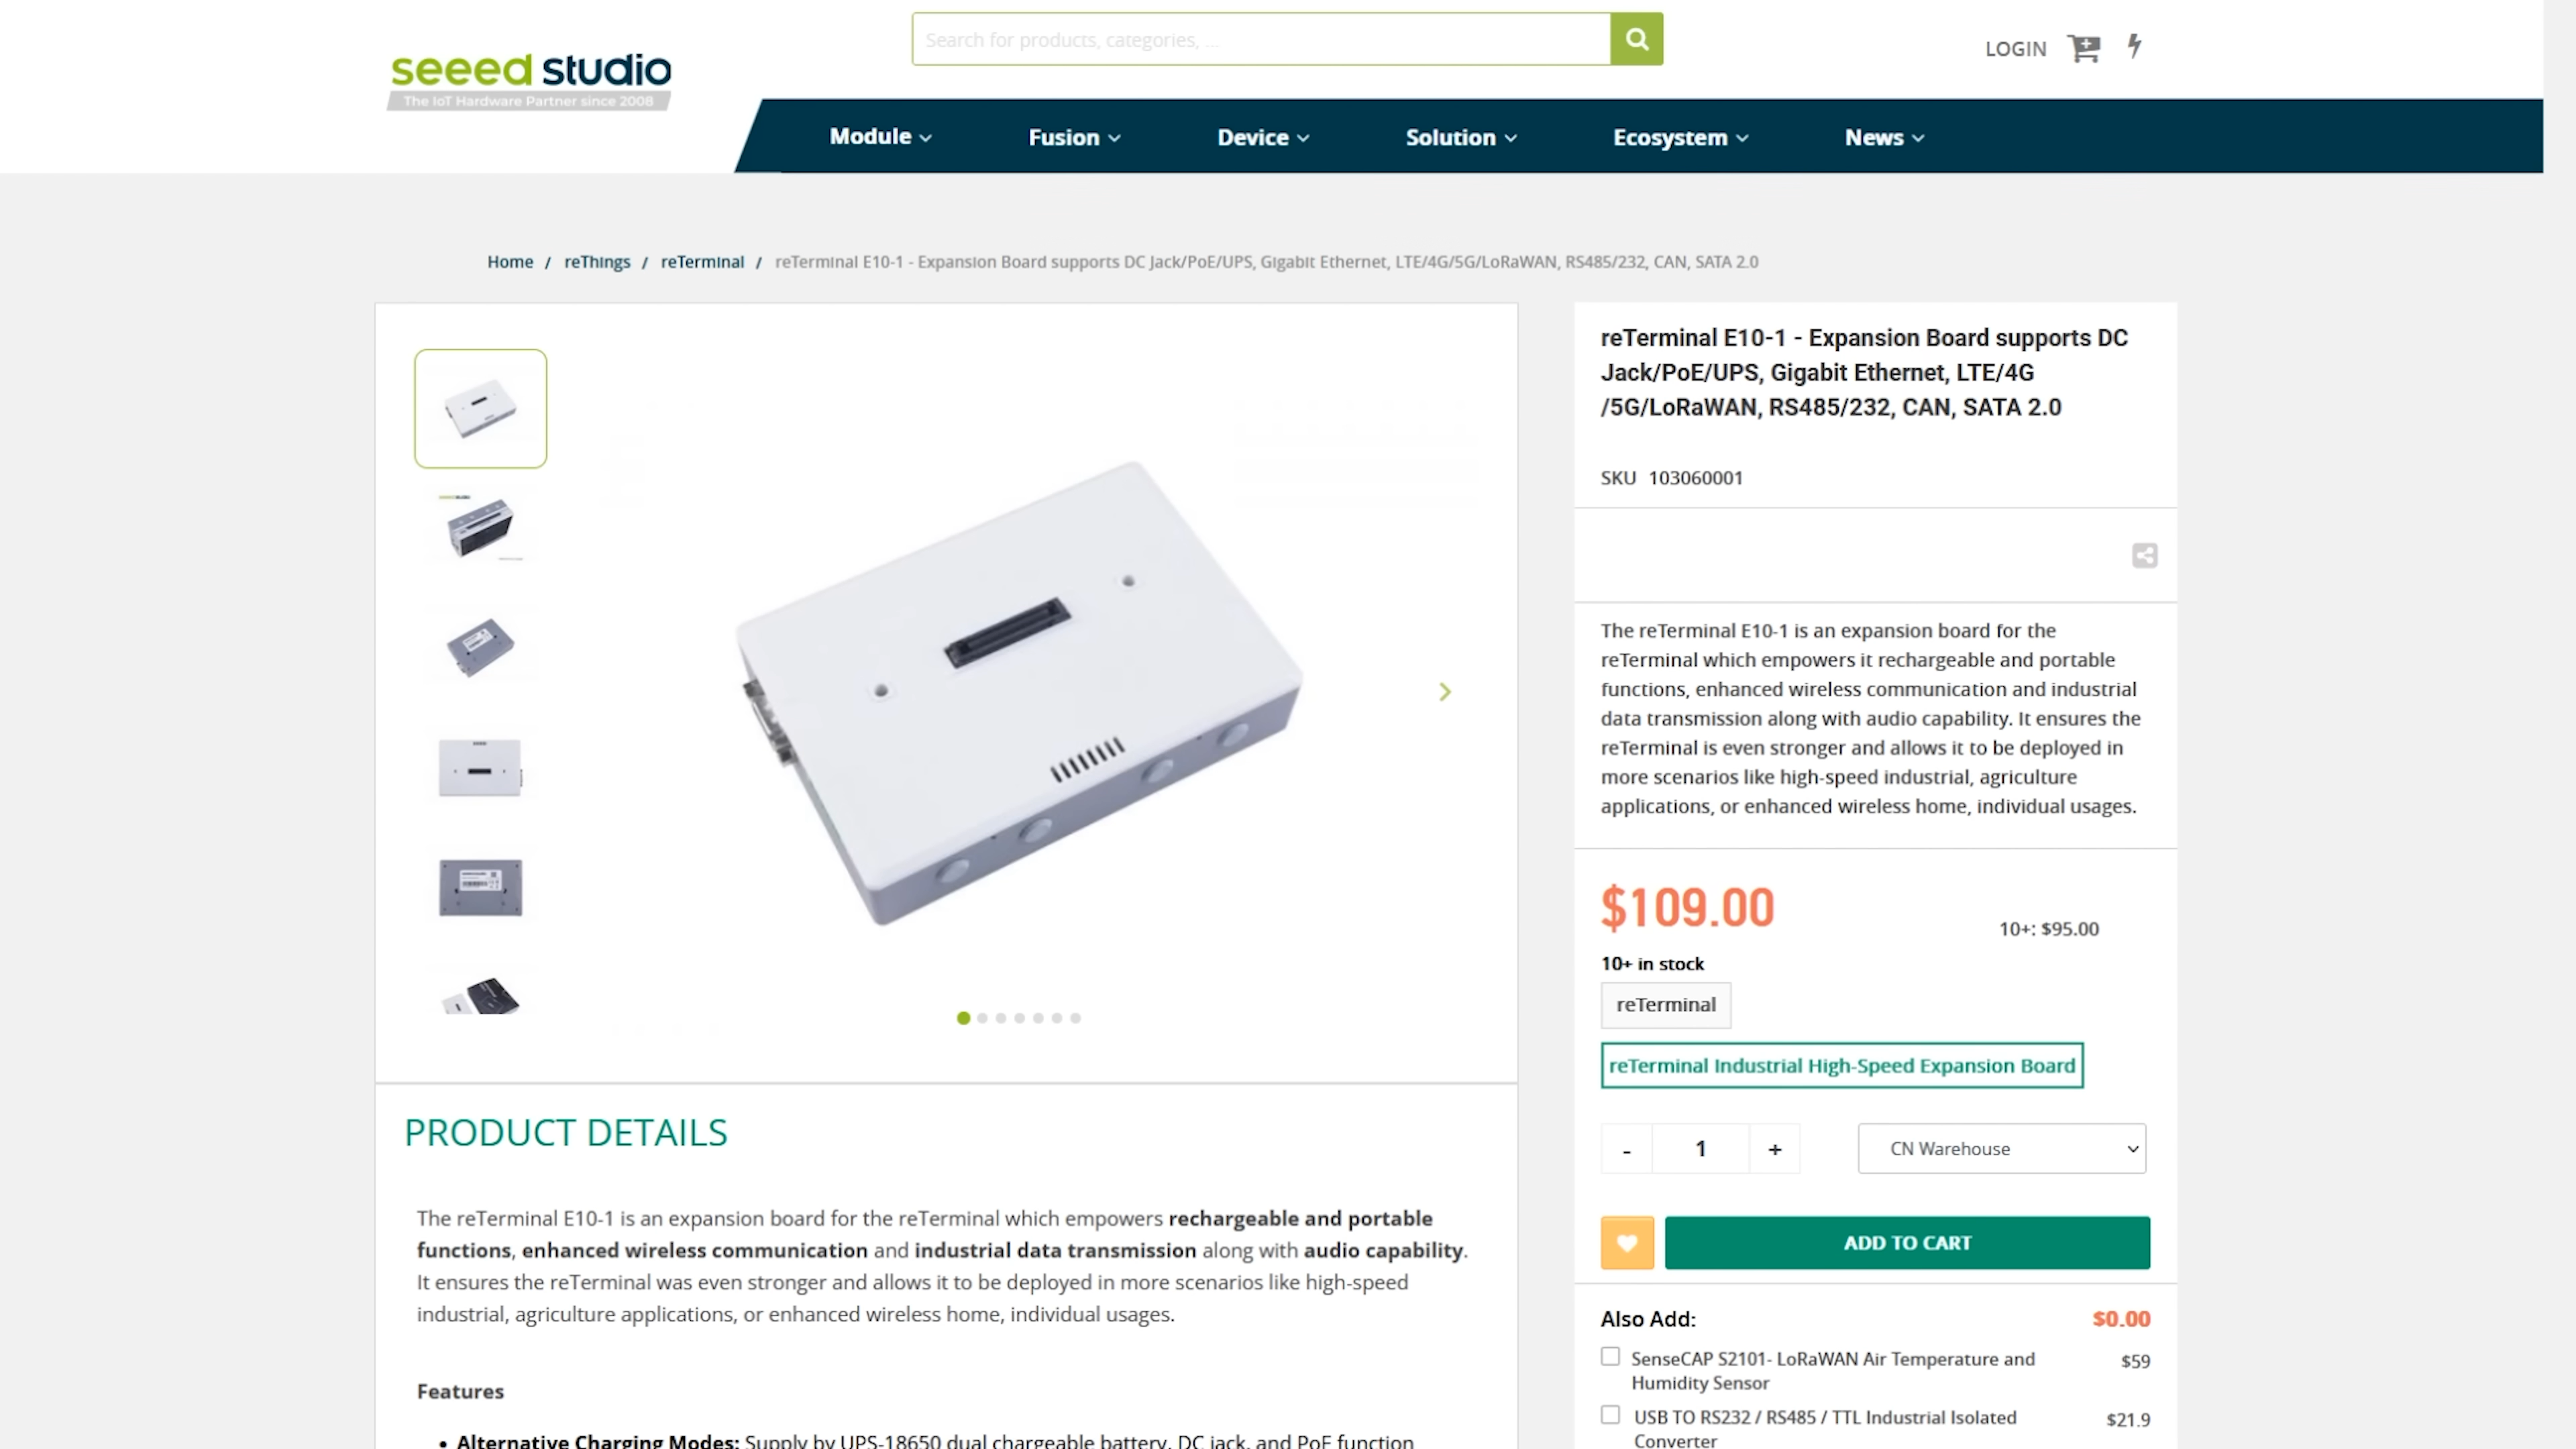 seeed studio
The IoT Hardware Partner since 2008
Search for products, categories, ...
LOGIN
Module
Fusion
Device
Solution
Ecosystem
News
Home / reThings / reTerminal / reTerminal E10-1 - Expansion Board supports DC Jack/PoE/UPS, Gigabit Ethernet, LTE/4G/5G/LoRaWAN, RS485/232, CAN, SATA 2.0
reTerminal E10-1 - Expansion Board supports DC
Jack/PoE/UPS, Gigabit Ethernet, LTE/4G
/5G/LoRaWAN, RS485/232, CAN, SATA 2.0
SKU 103060001
The reTerminal E10-1 is an expansion board for the
reTerminal which empowers it rechargeable and portable
functions, enhanced wireless communication and industrial
data transmission along with audio capability. It ensures the
reTerminal is even stronger and allows it to be deployed in
more scenarios like high-speed industrial, agriculture
applications, or enhanced wireless home, individual usages.
$109.00
10+: $95.00
10+ in stock
reTerminal
reTerminal Industrial High-Speed Expansion Board
- 1 +
CN Warehouse
ADD TO CART
Also Add:
$0.00
SenseCAP S2101- LoRaWAN Air Temperature and
Humidity Sensor
$59
USB TO RS232 / RS485 / TTL Industrial Isolated
Converter
$21.9
PRODUCT DETAILS
The reTerminal E10-1 is an expansion board for the reTerminal which empowers rechargeable and portable
functions, enhanced wireless communication and industrial data transmission along with audio capability.
It ensures the reTerminal was even stronger and allows it to be deployed in more scenarios like high-speed
industrial, agriculture applications, or enhanced wireless home, individual usages.
Features
• Alternative Charging Modes: Supply by UPS-18650 dual chargeable battery, DC jack, and PoE function